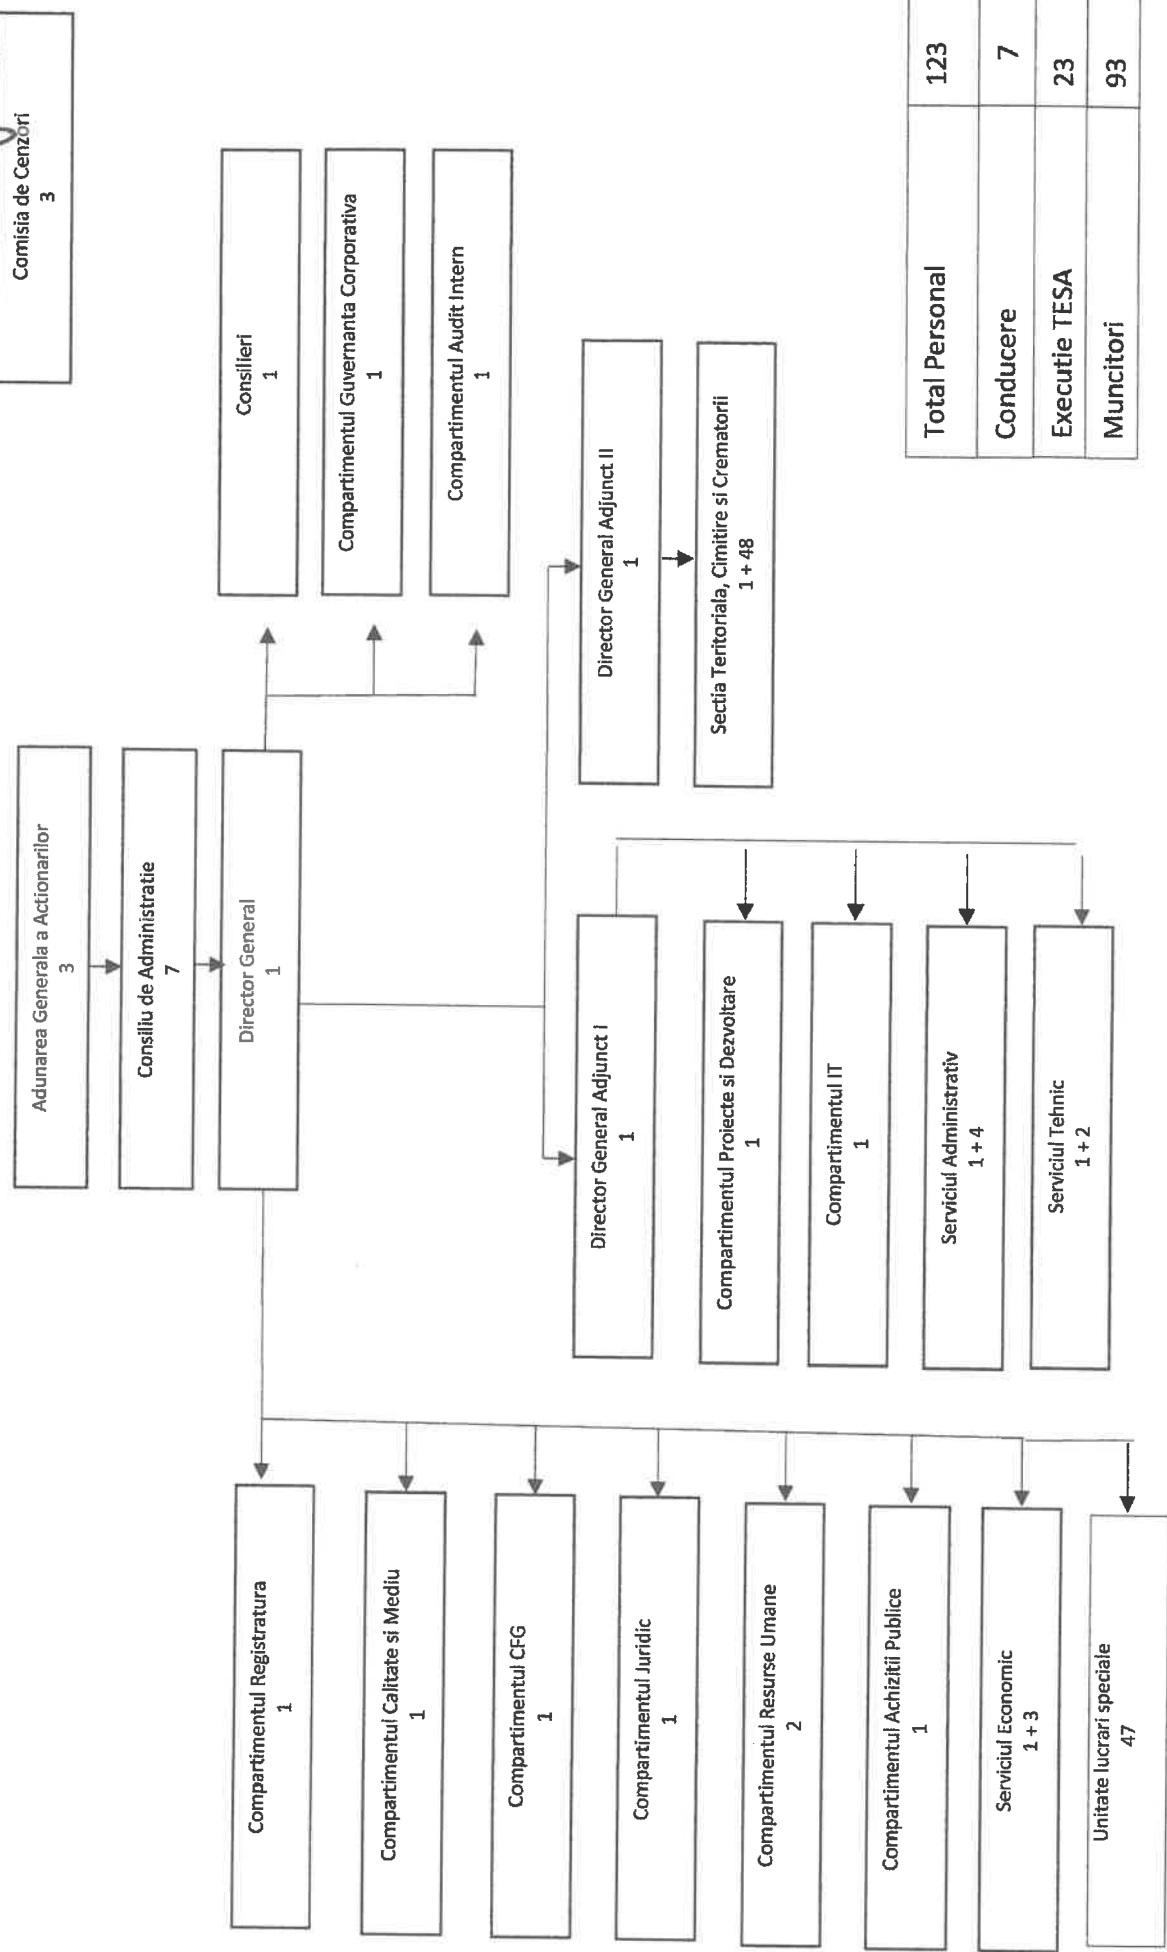 Comisia de Cenzori
3
Adunarea Generala a Actionarilor
3
Consiliu de Administratie
7
Director General
1
Consilieri
1
Compartimentul Guvernanta Corporativa
1
Compartimentul Audit Intern
1
Compartimentul Registratura
1
Compartimentul Calitate si Mediu
1
Compartimentul CFG
1
Compartimentul Juridic
1
Compartimentul Resurse Umane
2
Compartimentul Achizitii Publice
1
Serviciul Economic
1 + 3
Unitate lucrari speciale
47
Director General Adjunct I
1
Compartimentul Proiecte si Dezvoltare
1
Compartimentul IT
1
Serviciul Administrativ
1 + 4
Serviciul Tehnic
1 + 2
Director General Adjunct II
1
Sectia Teritoriala, Cimitire si Crematorii
1 + 48
Total Personal 123
Conducere 7
Executie TESA 23
Muncitori 93